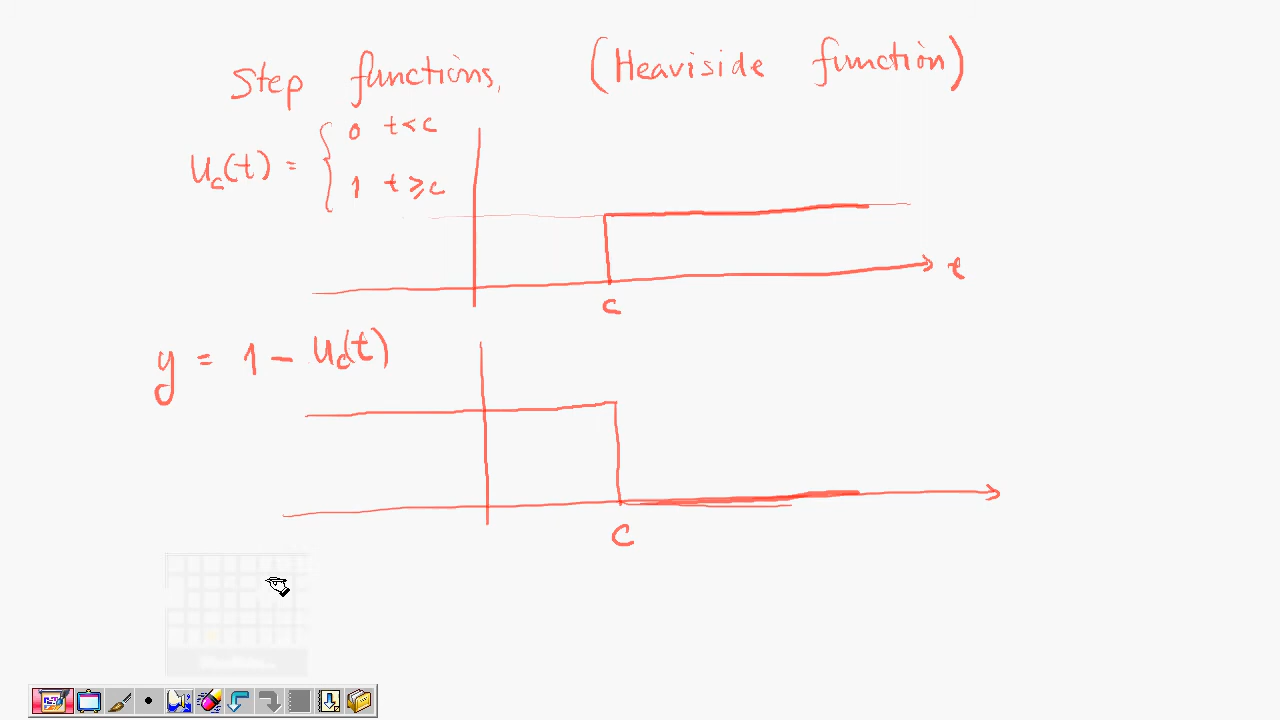 Step functions, (Heaviside function)
u_c(t) = { 0 t<c
1 t≥c
t
c
y = 1 - u_c(t)
c